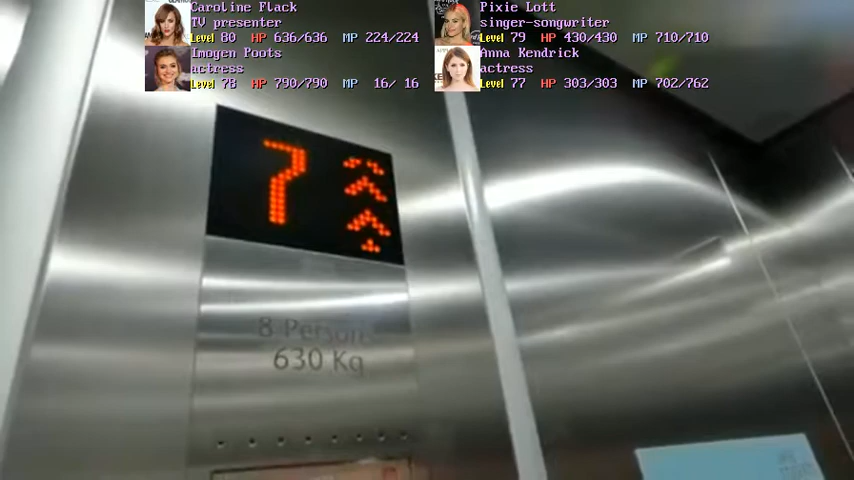 Caroline Flack
TV presenter
Level 80 HP 636/636 MP 224/224
Imogen Poots
actress
Level 78 HP 790/790 MP 16/ 16
Pixie Lott
singer-songwriter
Level 79 HP 430/430 MP 710/710
Anna Kendrick
actress
Level 77 HP 303/303 MP 702/762
7
8 Persons
630 Kg